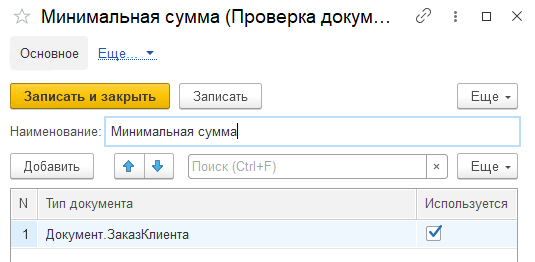 Минимальная сумма (Проверка докум...
Основное Еще...
Записать и закрыть Записать Еще
Наименование: Минимальная сумма
Добавить Поиск (Ctrl+F) × Еще
N Тип документа Используется
1 Документ.ЗаказКлиента